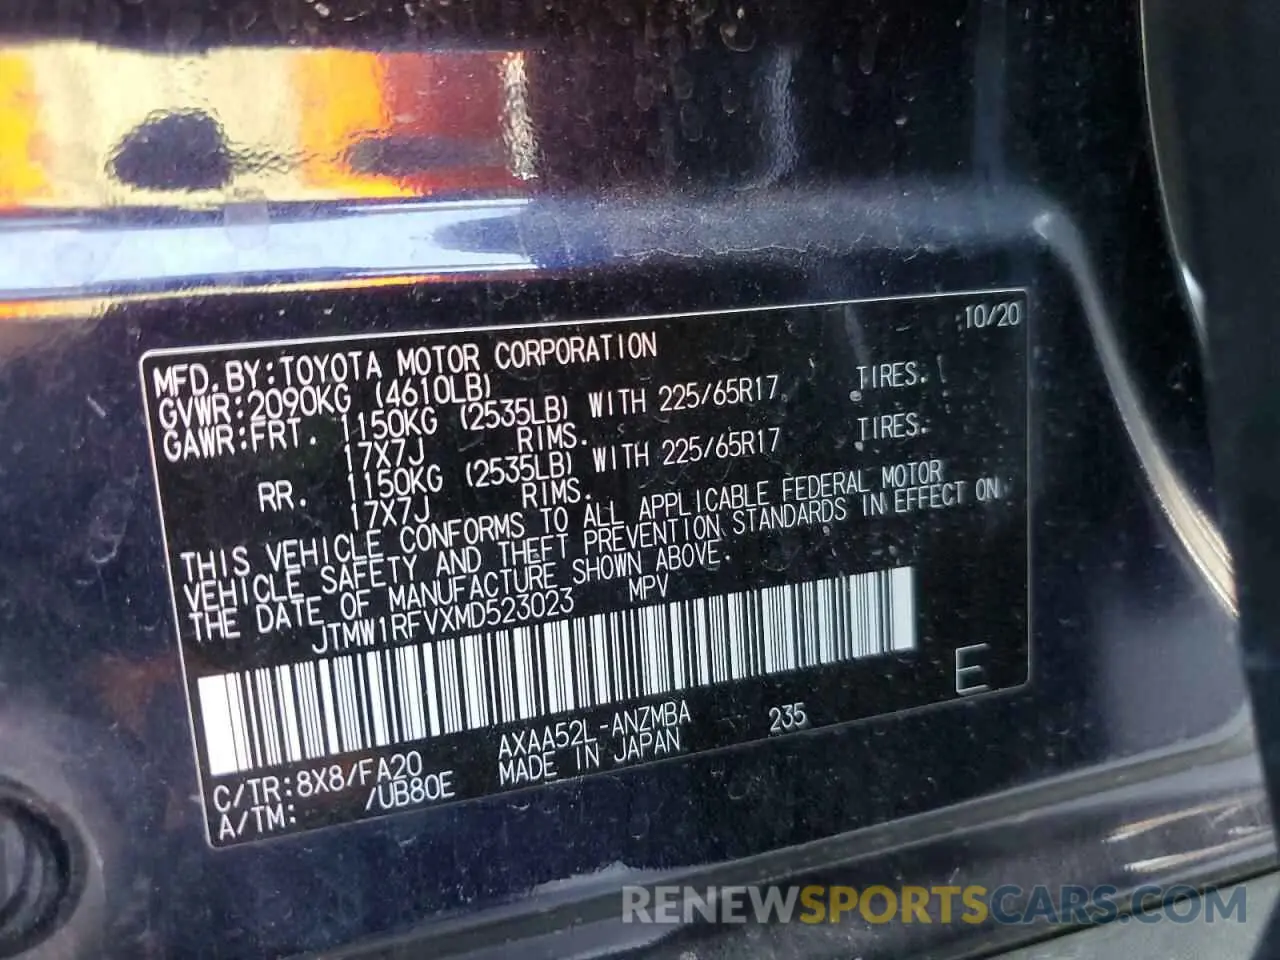 10/20
MFD.BY:TOYOTA MOTOR CORPORATION
GVWR:2090KG (4610LB)
GAWR:FRT. 1150KG (2535LB) WITH 225/65R17 TIRES.
17X7J RIMS.
RR. 1150KG (2535LB) WITH 225/65R17 TIRES.
17X7J RIMS.
THIS VEHICLE CONFORMS TO ALL APPLICABLE FEDERAL MOTOR
VEHICLE SAFETY AND THEFT PREVENTION STANDARDS IN EFFECT ON
THE DATE OF MANUFACTURE SHOWN ABOVE.
JTMW1RFVXMD523023 MPV
E
C/TR:8X8/FA20 AXAA52L-ANZMBA 235
A/TM: /UB80E MADE IN JAPAN
RENEWSPORTSCARS.COM